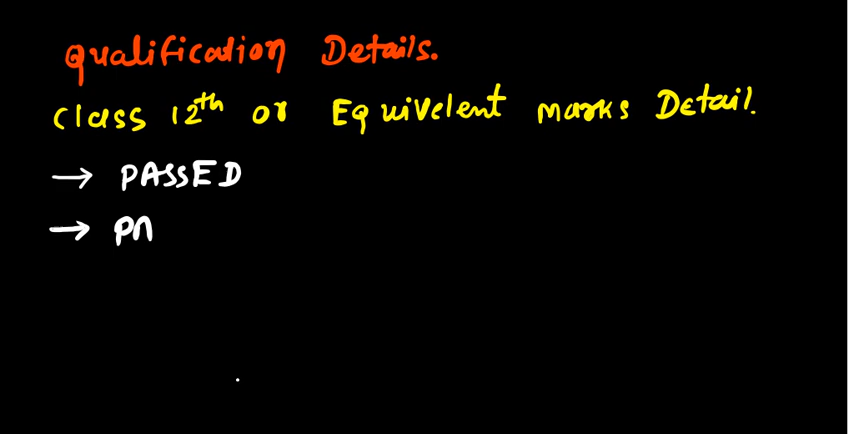 Qualification Details.
Class 12th or Equivelent marks Detail.
→ PASSED
→ Pn